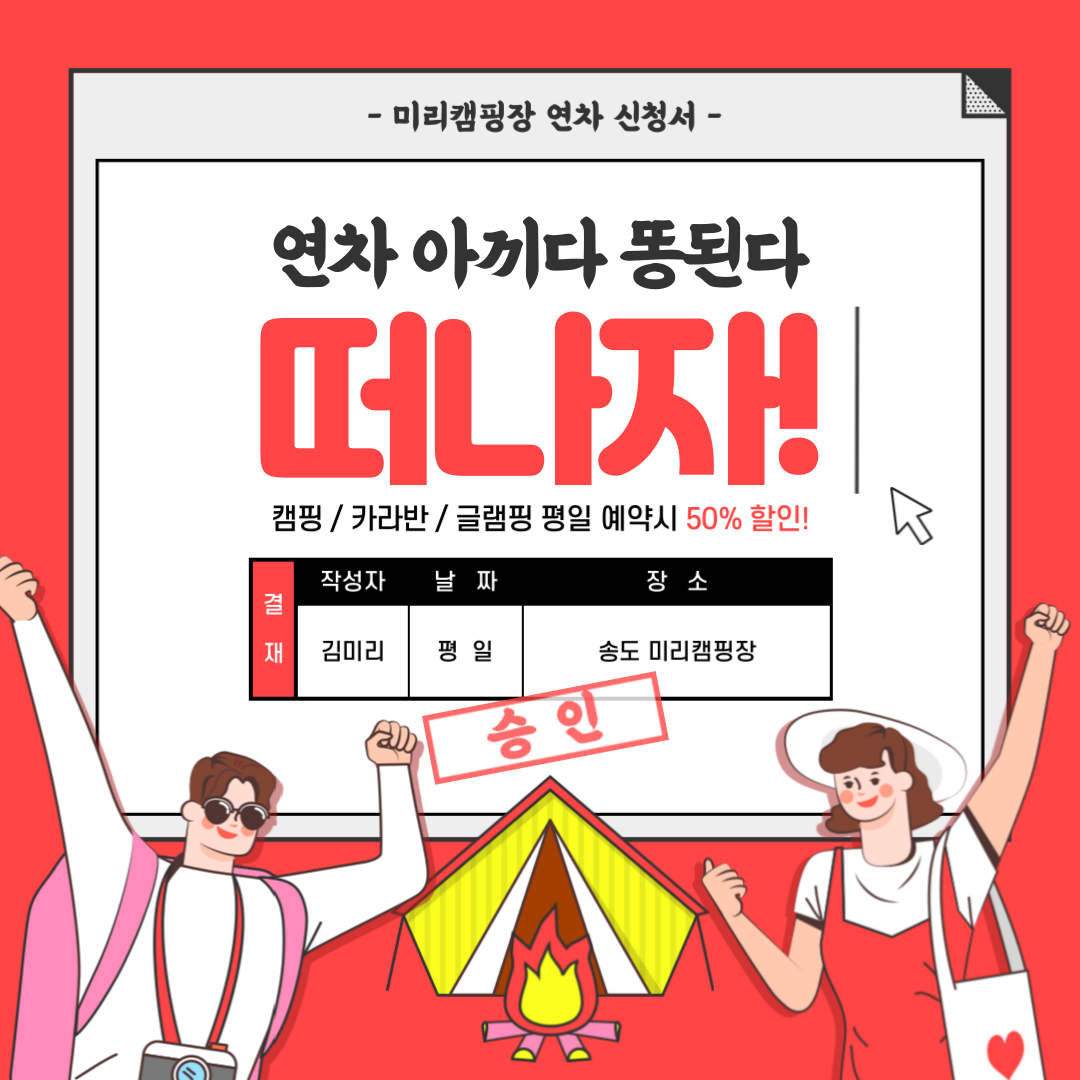 - 미리캠핑장 연차 신청서 -
연차 아끼다 똥된다
떠나자!
캠핑 / 카라반 / 글램핑 평일 예약시 50% 할인!
결재
작성자 날 짜 장 소
김미리 평 일 송도 미리캠핑장
승 인